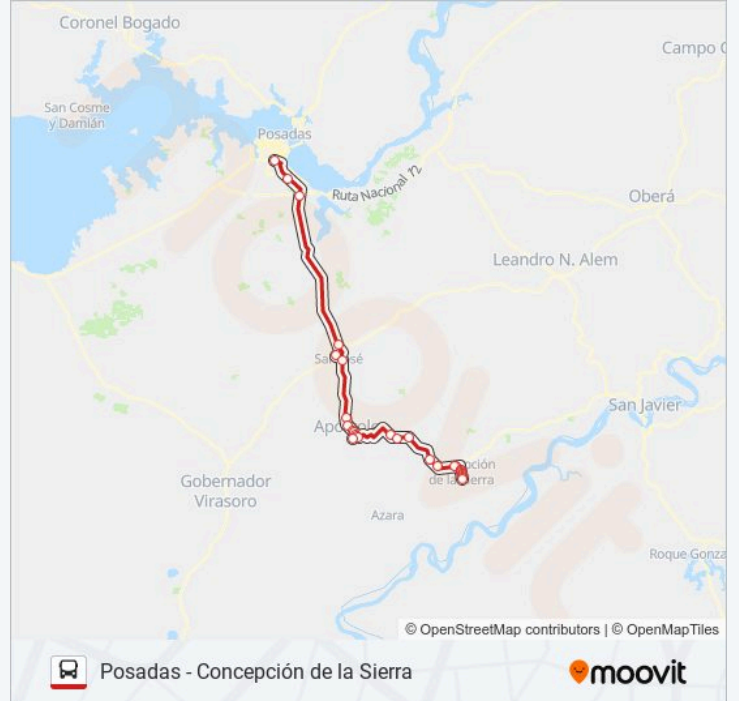 Coronel Bogado
Campo
San Cosme
y Damián
Posadas
Ruta Nacional 12
Oberá
Leandro N. Alem
San José
San Javier
Apóstoles
Concepción
de la Sierra
Gobernador
Virasoro
Azara
Roque Gonza
© OpenStreetMap contributors | © OpenMapTiles
Posadas - Concepción de la Sierra
moovit